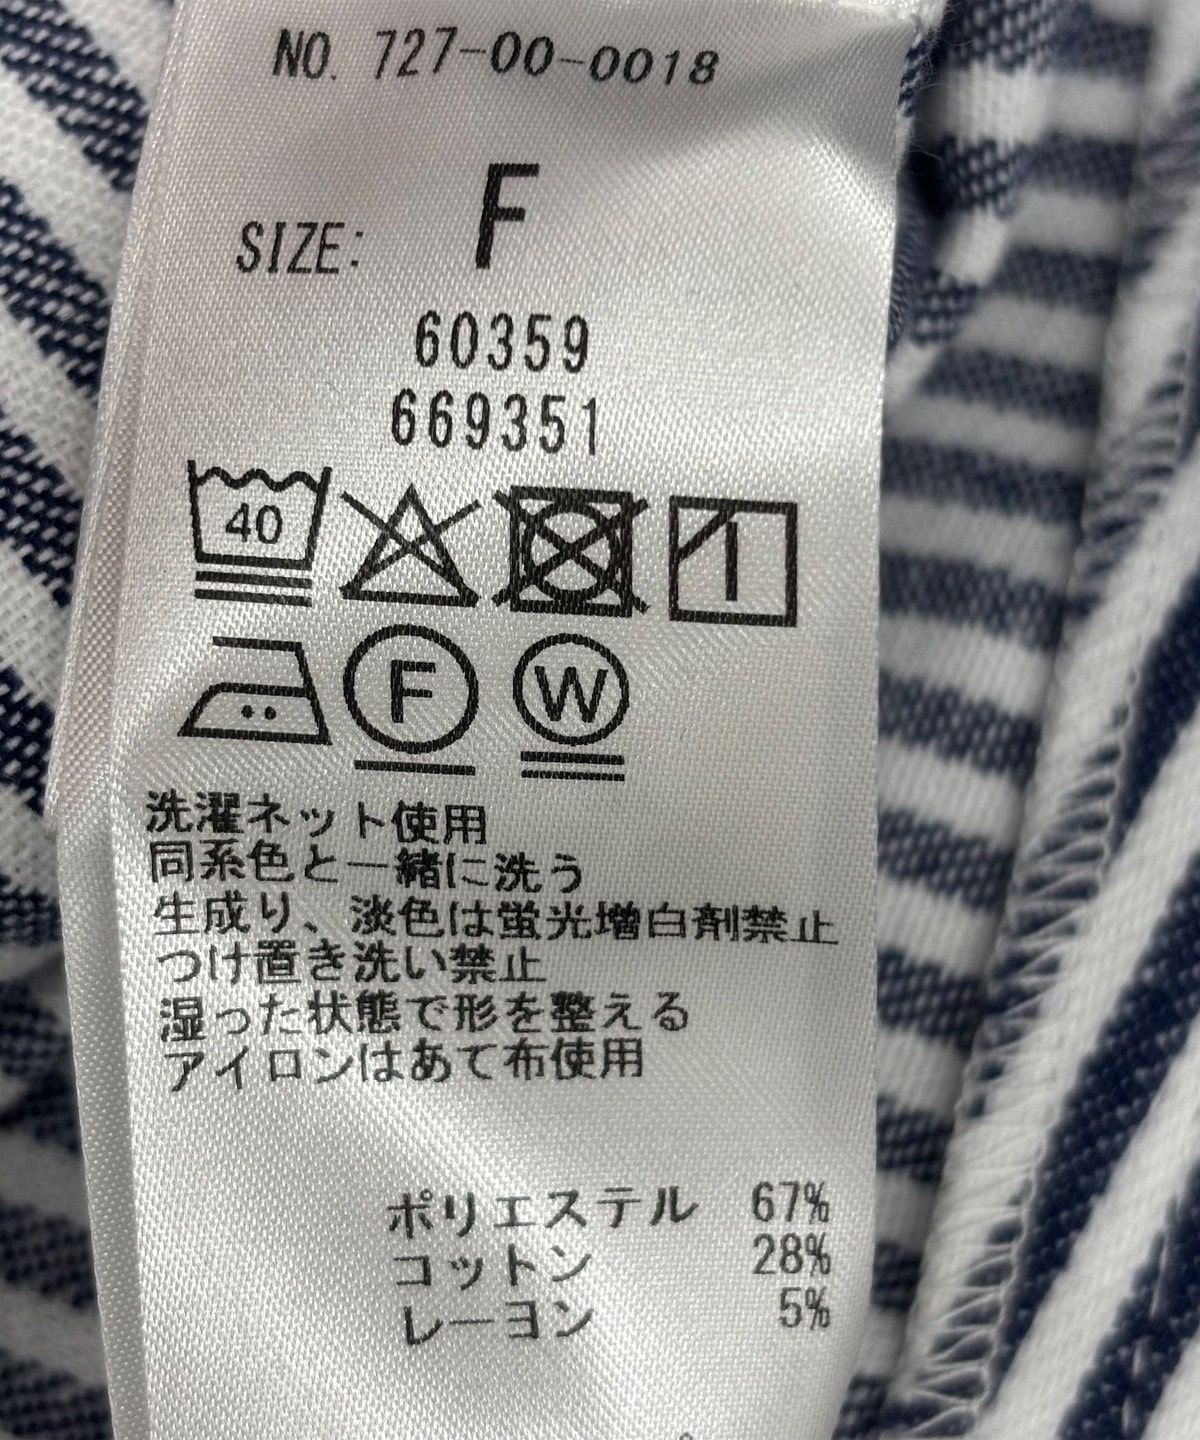 NO. 727-00-0018
SIZE: F
60359
669351
40
F W
洗濯ネット使用
同系色と一緒に洗う
生成り、淡色は蛍光増白剤禁止
つけ置き洗い禁止
湿った状態で形を整える
アイロンはあて布使用
ポリエステル 67%
コットン 28%
レーヨン 5%